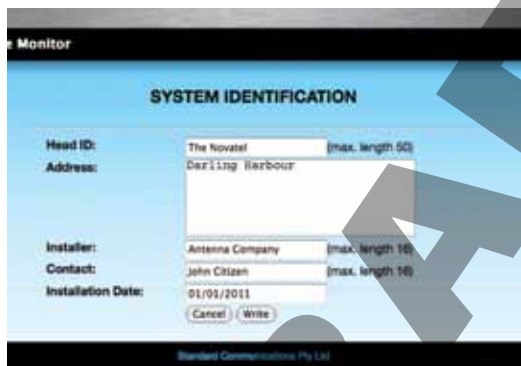 e Monitor
SYSTEM IDENTIFICATION
Head ID: The Novatel (max. length 50)
Address: Darling Harbour
Installer: Antenna Company (max. length 16)
Contact: John Citizen (max. length 16)
Installation Date: 01/01/2011
Cancel Write
Standard Communications Pty Ltd